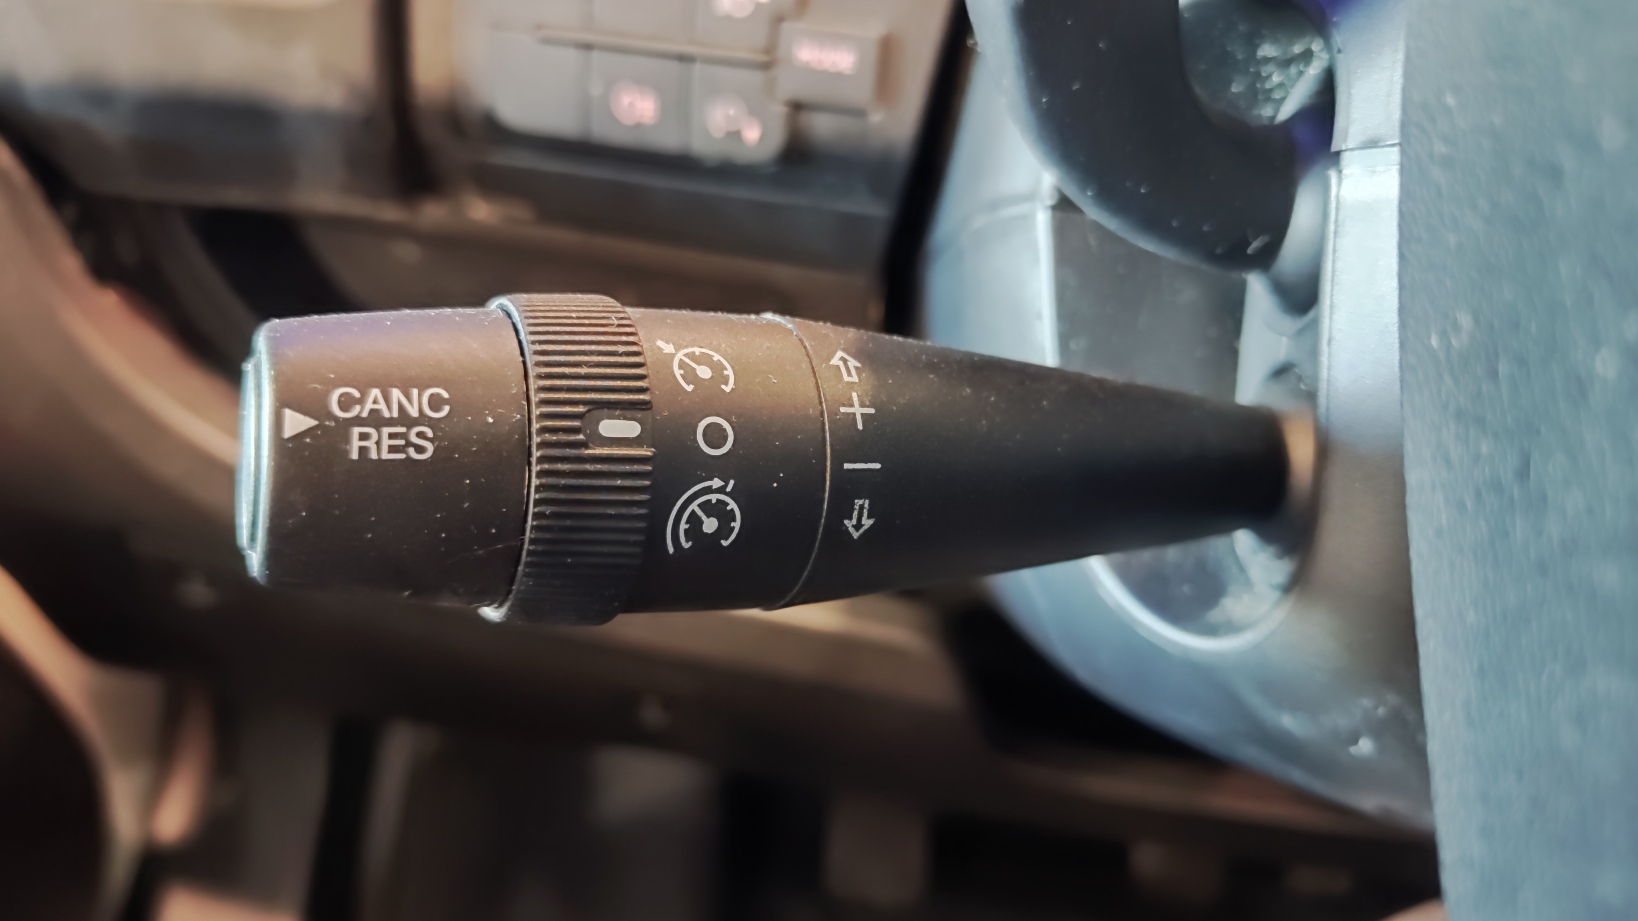 CANC
RES
+
—